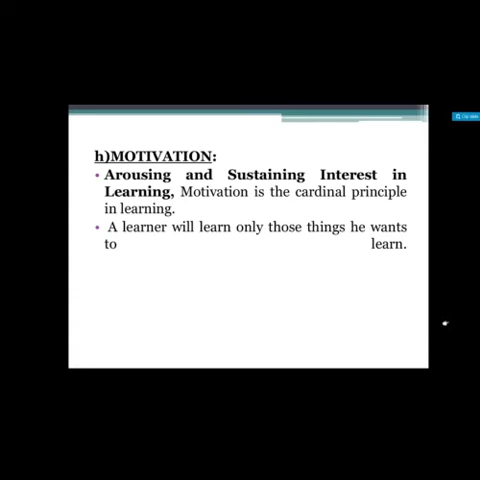 h)MOTIVATION:
• Arousing and Sustaining Interest in
Learning, Motivation is the cardinal principle
in learning.
• A learner will learn only those things he wants
to learn.